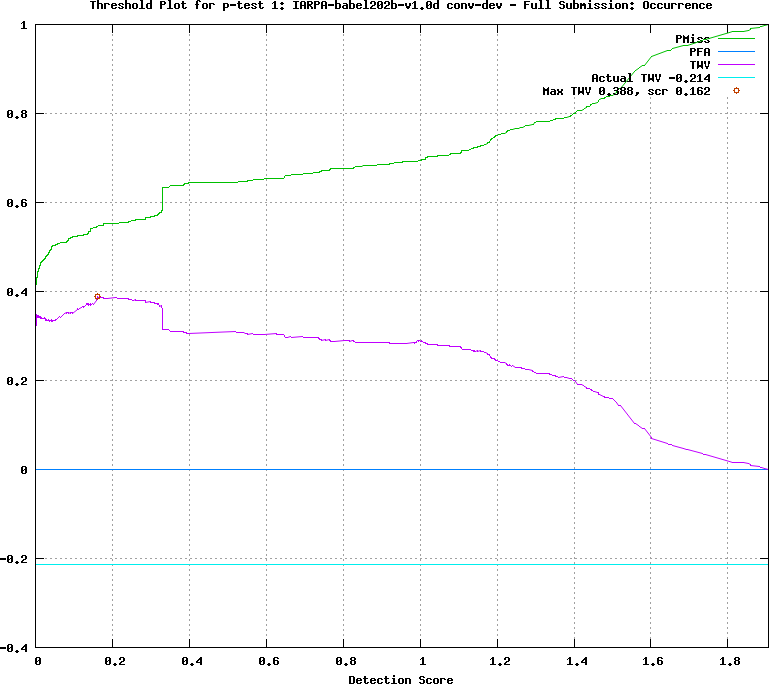 Threshold Plot for p-test 1: IARPA-babel202b-v1.0d conv-dev - Full Submission: Occurrence
PMiss
PFA
TWV
Actual TWV -0.214
Max TWV 0.388, scr 0.162
1
0.8
0.6
0.4
0.2
0
-0.2
-0.4
0 0.2 0.4 0.6 0.8 1 1.2 1.4 1.6 1.8
Detection Score